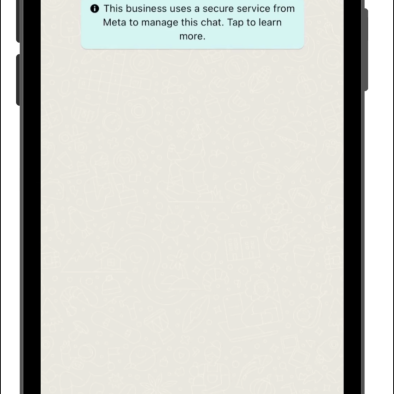 This business uses a secure service from
Meta to manage this chat. Tap to learn
more.